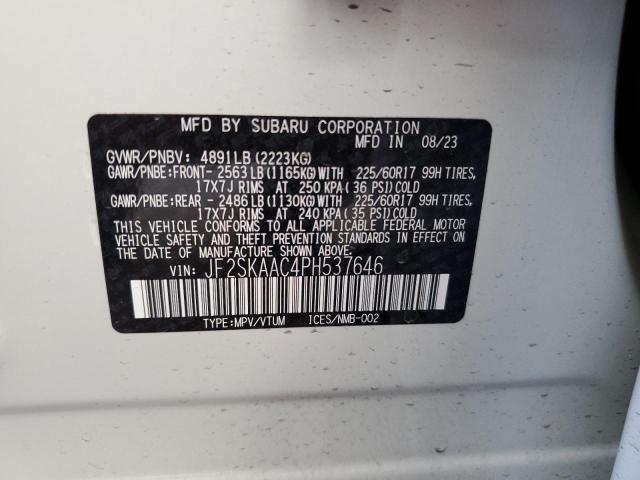 MFD BY SUBARU CORPORATION
MFD IN 08/23
GVWR/PNBV: 4891LB(2223KG)
GAWR/PNBE:FRONT- 2563LB(1165KG)WITH 225/60R17 99H TIRES,
17X7J RIMS AT 250 KPA(36 PSI)COLD
GAWR/PNBE:REAR - 2486LB(1130KG)WITH 225/60R17 99H TIRES,
17X7J RIMS AT 240 KPA(35 PSI)COLD
THIS VEHICLE CONFORMS TO ALL APPLICABLE FEDERAL MOTOR
VEHICLE SAFETY AND THEFT PREVENTION STANDARDS IN EFFECT
ON THE DATE OF MANUFACTURE SHOWN ABOVE.
VIN: JF2SKAAC4PH537646
TYPE:MPV/VTUM ICES/NMB-002